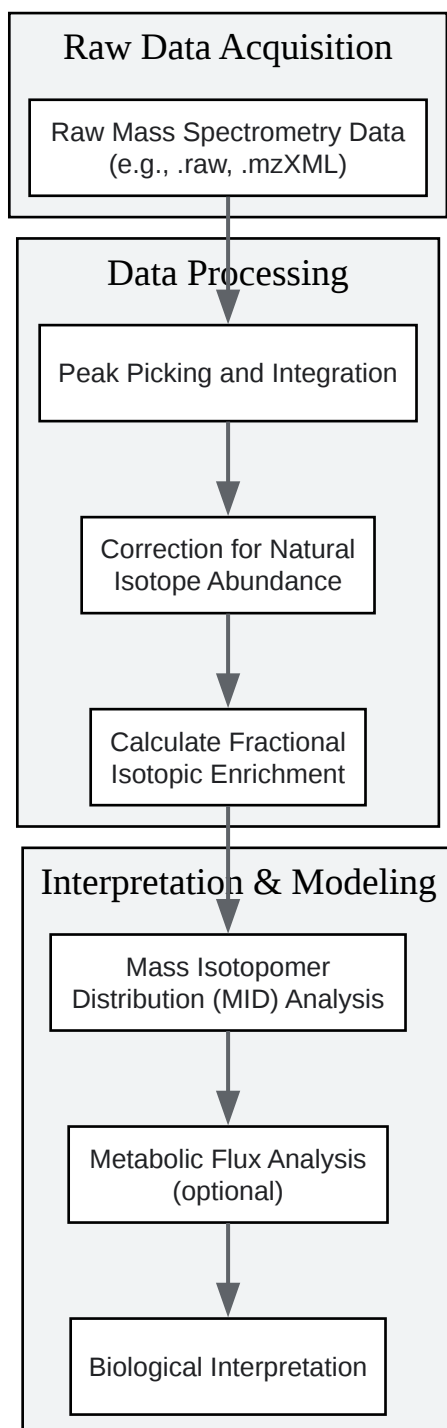 Raw Data Acquisition
Raw Mass Spectrometry Data
(e.g., .raw, .mzXML)
Data Processing
Peak Picking and Integration
Correction for Natural
Isotope Abundance
Calculate Fractional
Isotopic Enrichment
Interpretation & Modeling
Mass Isotopomer
Distribution (MID) Analysis
Metabolic Flux Analysis
(optional)
Biological Interpretation